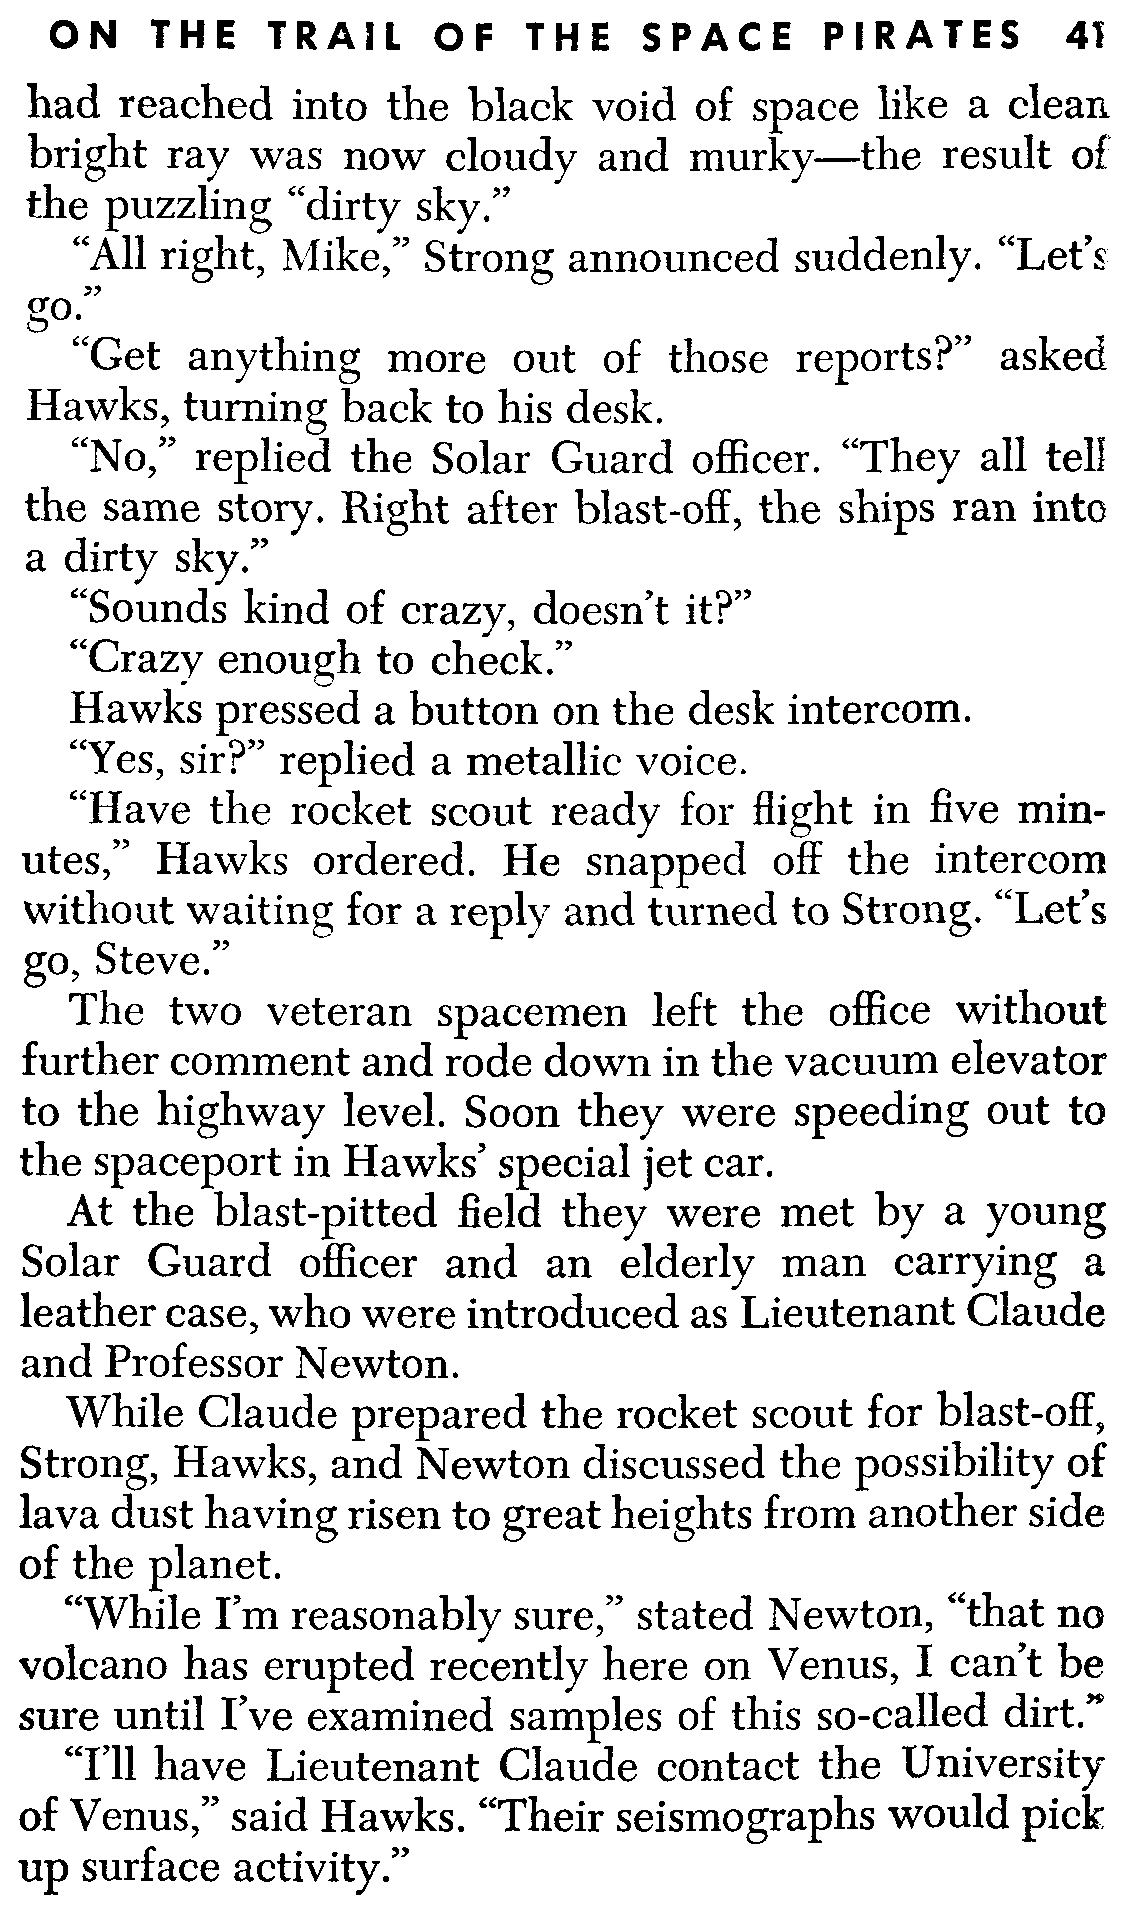 ON THE TRAIL OF THE SPACE PIRATES 41
had reached into the black void of space like a clean
bright ray was now cloudy and murky—the result of
the puzzling “dirty sky.”
“All right, Mike,” Strong announced suddenly. “Let’s
go.”
“Get anything more out of those reports?” asked
Hawks, turning back to his desk.
“No,” replied the Solar Guard officer. “They all tell
the same story. Right after blast-off, the ships ran into
a dirty sky.”
“Sounds kind of crazy, doesn’t it?”
“Crazy enough to check.”
Hawks pressed a button on the desk intercom.
“Yes, sir?” replied a metallic voice.
“Have the rocket scout ready for flight in five min-
utes,” Hawks ordered. He snapped off the intercom
without waiting for a reply and turned to Strong. “Let’s
go, Steve.”
The two veteran spacemen left the office without
further comment and rode down in the vacuum elevator
to the highway level. Soon they were speeding out to
the spaceport in Hawks’ special jet car.
At the blast-pitted field they were met by a young
Solar Guard officer and an elderly man carrying a
leather case, who were introduced as Lieutenant Claude
and Professor Newton.
While Claude prepared the rocket scout for blast-off,
Strong, Hawks, and Newton discussed the possibility of
lava dust having risen to great heights from another side
of the planet.
“While I’m reasonably sure,” stated Newton, “that no
volcano has erupted recently here on Venus, I can’t be
sure until I’ve examined samples of this so-called dirt.”
“I’ll have Lieutenant Claude contact the University
of Venus,” said Hawks. “Their seismographs would pick
up surface activity.”